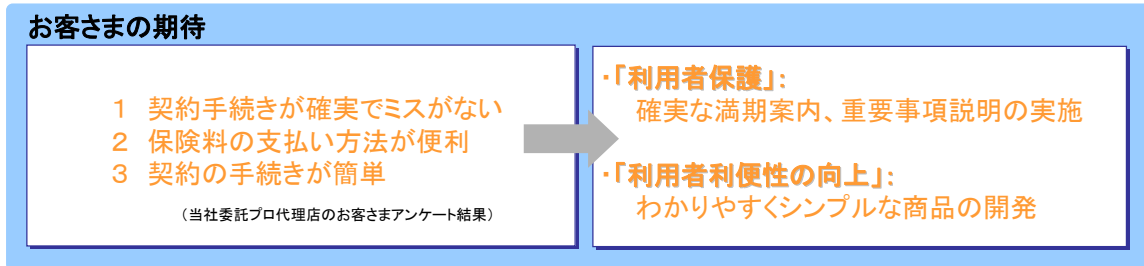 お客さまの期待
1 契約手続きが確実でミスがない
2 保険料の支払い方法が便利
3 契約の手続きが簡単
(当社委託プロ代理店のお客さまアンケート結果)
・「利用者保護」:
確実な満期案内、重要事項説明の実施
・「利用者利便性の向上」:
わかりやすくシンプルな商品の開発